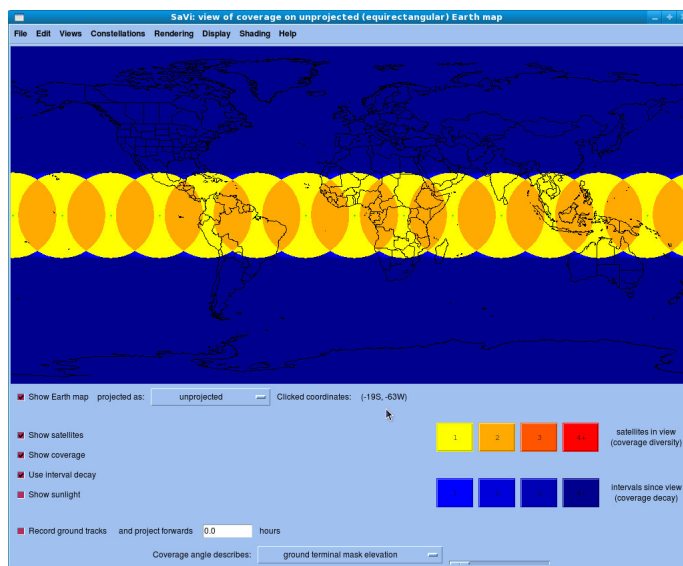 SaVi: view of coverage on unprojected (equirectangular) Earth map
File Edit Views Constellations Rendering Display Shading Help
Show Earth map projected as: unprojected Clicked coordinates: (-19S, -63W)
Show satellites
Show coverage
Use interval decay
Show sunlight
1 2 3 4+
satellites in view
(coverage diversity)
intervals since view
(coverage decay)
Record ground tracks and project forwards 0.0 hours
Coverage angle describes: ground terminal mask elevation